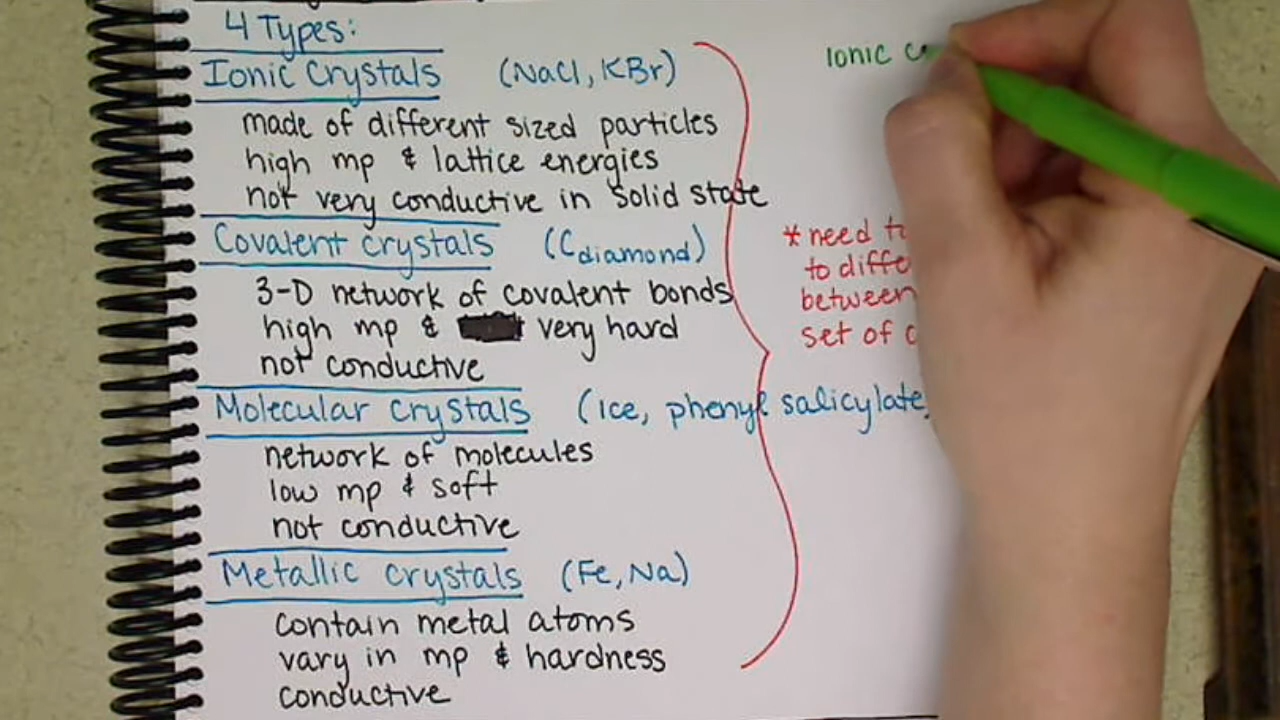 4 Types:
Ionic Crystals (NaCl, KBr)
made of different sized particles
high mp & lattice energies
not very conductive in solid state
Covalent crystals (Cdiamond)
3-D network of covalent bonds
high mp & very hard
not conductive
Molecular crystals (Ice, phenyl salicylate,
network of molecules
low mp & soft
not conductive
Metallic crystals (Fe, Na)
contain metal atoms
vary in mp & hardness
conductive
Ionic
* need
between
set of